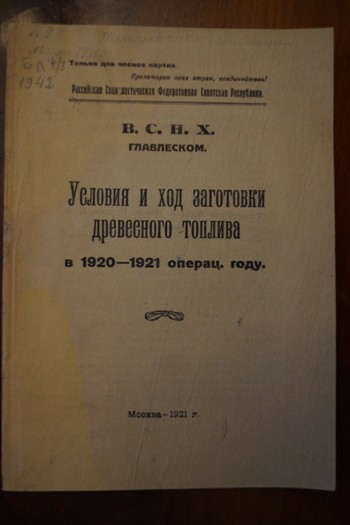 Только для членов партии.
Пролетарии всех стран, соединяйтесь!
Российская Социалистическая Федеративная Советская Республика.
В. С. Н. Х.
ГЛАВЛЕСКОМ.
Условия и ход заготовки
древесного топлива
в 1920—1921 операц. году.
Москва—1921 г.
1942